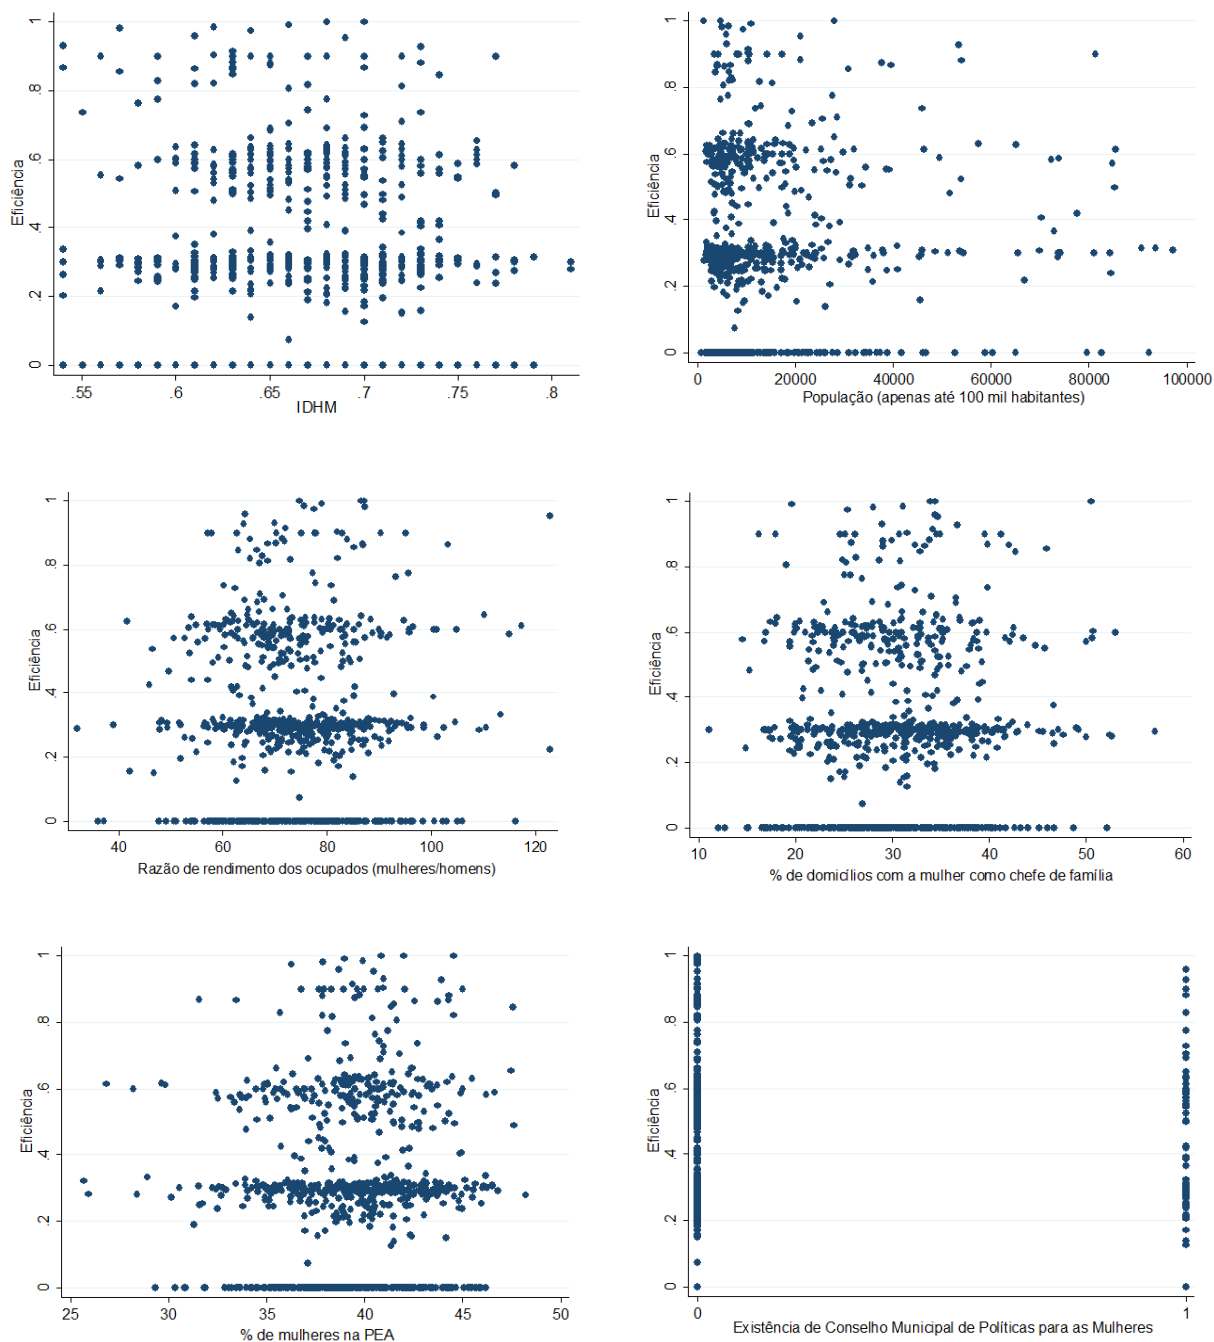 1
.8
.6
.4
.2
0
Eficiência
.55 .6 .65 .7 .75 .8
IDHM
1
.8
.6
.4
.2
0
Eficiência
0 20000 40000 60000 80000 100000
População (apenas até 100 mil habitantes)
1
.8
.6
.4
.2
0
Eficiência
40 60 80 100 120
Razão de rendimento dos ocupados (mulheres/homens)
1
.8
.6
.4
.2
0
Eficiência
10 20 30 40 50 60
% de domicílios com a mulher como chefe de família
1
.8
.6
.4
.2
0
Eficiência
25 30 35 40 45 50
% de mulheres na PEA
1
.8
.6
.4
.2
0
Eficiência
0 1
Existência de Conselho Municipal de Políticas para as Mulheres